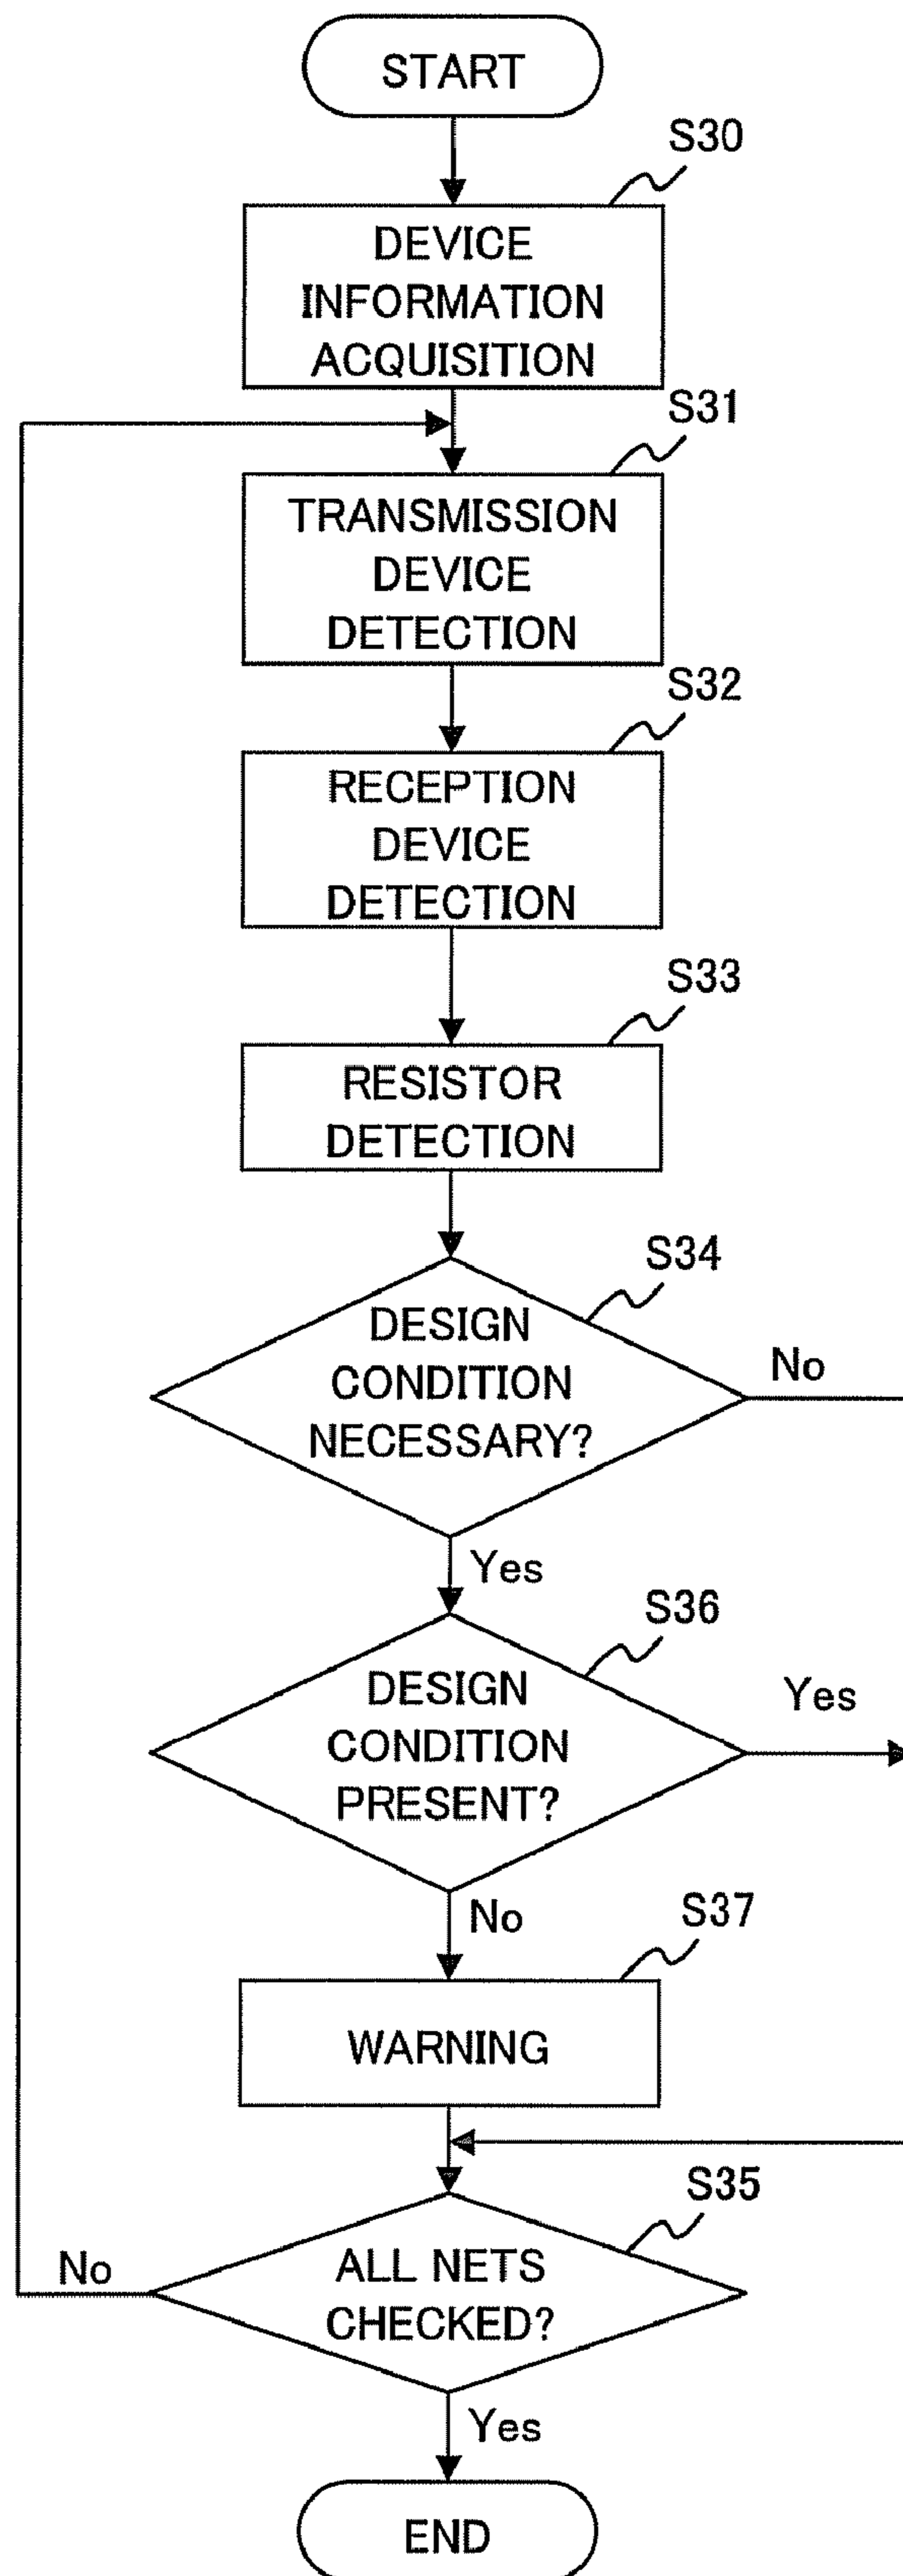 START
S30
DEVICE
INFORMATION
ACQUISITION
S31
TRANSMISSION
DEVICE
DETECTION
S32
RECEPTION
DEVICE
DETECTION
S33
RESISTOR
DETECTION
S34
DESIGN
CONDITION
NECESSARY?
No
Yes
S36
DESIGN
CONDITION
PRESENT?
Yes
No
S37
WARNING
S35
ALL NETS
CHECKED?
No
Yes
END